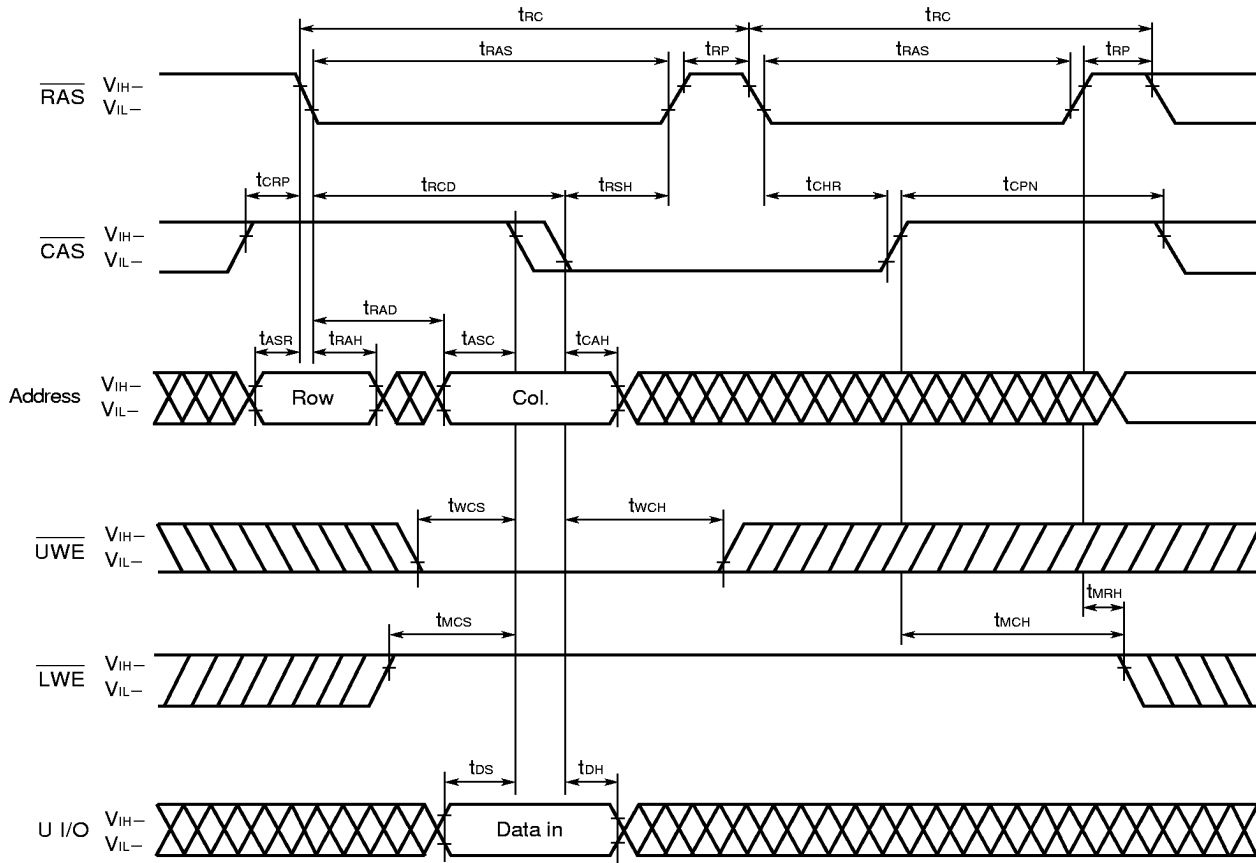 tRC tRC
tRAS tRP tRAS tRP
RAS VIH–
VIL–
tCRP tRCD tRSH tCHR tCPN
CAS VIH–
VIL–
tRAD
tASR tRAH tASC tCAH
Address VIH–
VIL–
Row Col.
tWCS tWCH
UWE VIH–
VIL–
tMRH
tMCS tMCH
LWE VIH–
VIL–
tDS tDH
U I/O VIH–
VIL–
Data in